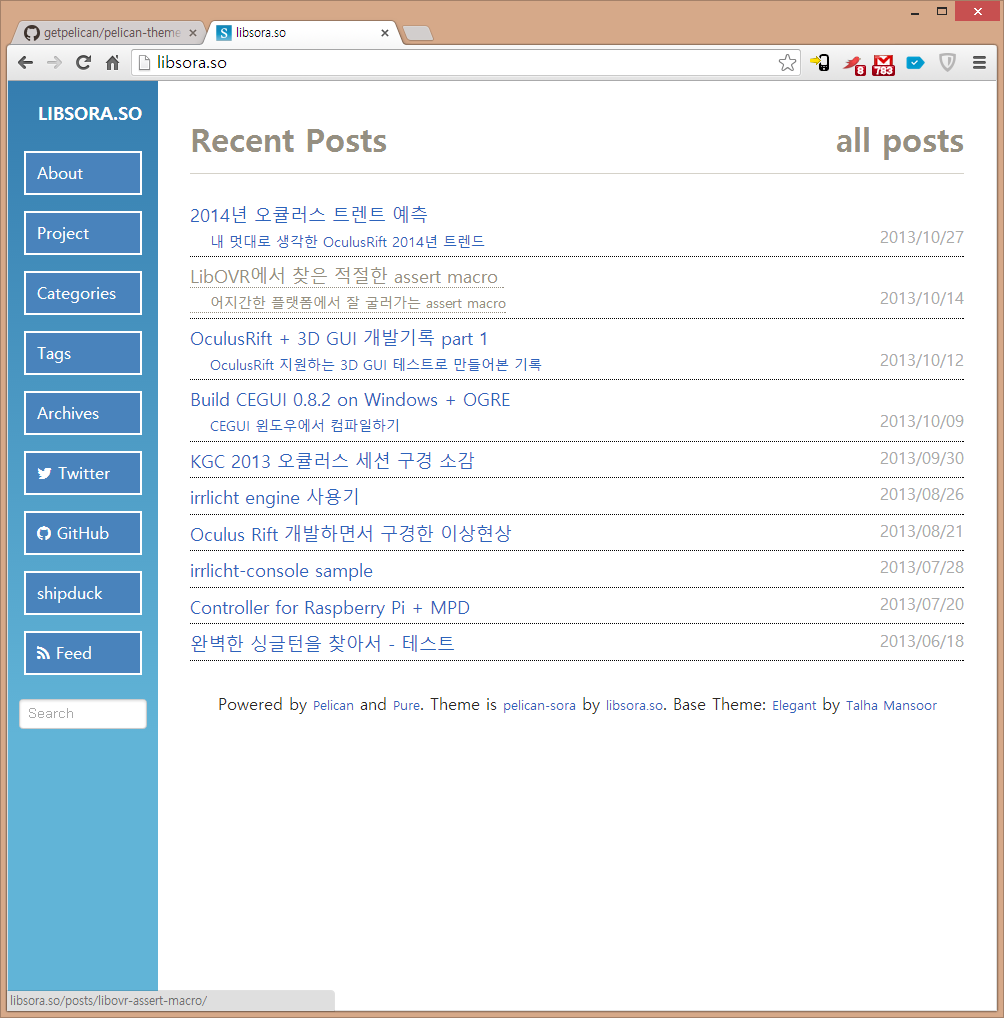 getpelican/pelican-theme
libsora.so
libsora.so
8
783
LIBSORA.SO
About
Project
Categories
Tags
Archives
Twitter
GitHub
shipduck
Feed
Search
Recent Posts all posts
2014년 오큘러스 트렌트 예측
내 멋대로 생각한 OculusRift 2014년 트렌드 2013/10/27
LibOVR에서 찾은 적절한 assert macro
어지간한 플랫폼에서 잘 굴러가는 assert macro 2013/10/14
OculusRift + 3D GUI 개발기록 part 1
OculusRift 지원하는 3D GUI 테스트로 만들어본 기록 2013/10/12
Build CEGUI 0.8.2 on Windows + OGRE
CEGUI 윈도우에서 컴파일하기 2013/10/09
KGC 2013 오큘러스 세션 구경 소감 2013/09/30
irrlicht engine 사용기 2013/08/26
Oculus Rift 개발하면서 구경한 이상현상 2013/08/21
irrlicht-console sample 2013/07/28
Controller for Raspberry Pi + MPD 2013/07/20
완벽한 싱글턴을 찾아서 - 테스트 2013/06/18
Powered by Pelican and Pure. Theme is pelican-sora by libsora.so. Base Theme: Elegant by Talha Mansoor
libsora.so/posts/libovr-assert-macro/